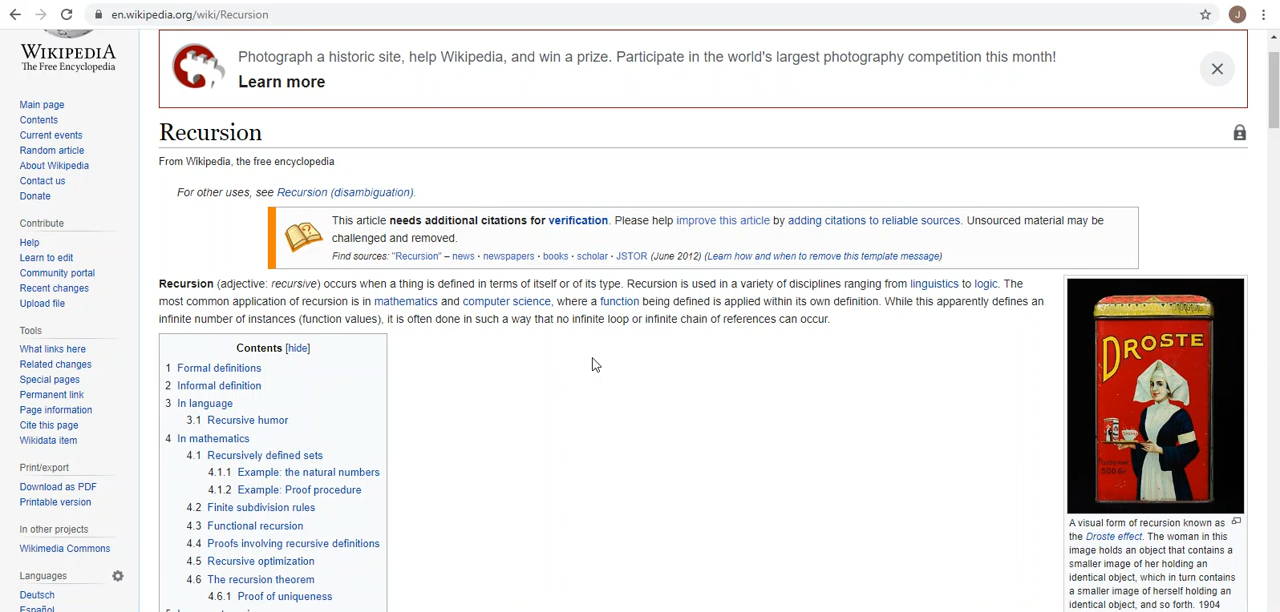 en.wikipedia.org/wiki/Recursion
J
WIKIPEDIA
The Free Encyclopedia
Main page
Contents
Current events
Random article
About Wikipedia
Contact us
Donate
Contribute
Help
Learn to edit
Community portal
Recent changes
Upload file
Tools
What links here
Related changes
Special pages
Permanent link
Page information
Cite this page
Wikidata item
Print/export
Download as PDF
Printable version
In other projects
Wikimedia Commons
Languages
Deutsch
Español
Photograph a historic site, help Wikipedia, and win a prize. Participate in the world's largest photography competition this month!
Learn more
Recursion
From Wikipedia, the free encyclopedia
For other uses, see Recursion (disambiguation).
This article needs additional citations for verification. Please help improve this article by adding citations to reliable sources. Unsourced material may be
challenged and removed.
Find sources: "Recursion" – news · newspapers · books · scholar · JSTOR (June 2012) (Learn how and when to remove this template message)
Recursion (adjective: recursive) occurs when a thing is defined in terms of itself or of its type. Recursion is used in a variety of disciplines ranging from linguistics to logic. The
most common application of recursion is in mathematics and computer science, where a function being defined is applied within its own definition. While this apparently defines an
infinite number of instances (function values), it is often done in such a way that no infinite loop or infinite chain of references can occur.
Contents [hide]
1 Formal definitions
2 Informal definition
3 In language
3.1 Recursive humor
4 In mathematics
4.1 Recursively defined sets
4.1.1 Example: the natural numbers
4.1.2 Example: Proof procedure
4.2 Finite subdivision rules
4.3 Functional recursion
4.4 Proofs involving recursive definitions
4.5 Recursive optimization
4.6 The recursion theorem
4.6.1 Proof of uniqueness
DROSTE
A visual form of recursion known as
the Droste effect. The woman in this
image holds an object that contains a
smaller image of her holding an
identical object, which in turn contains
a smaller image of herself holding an
identical object, and so forth. 1904